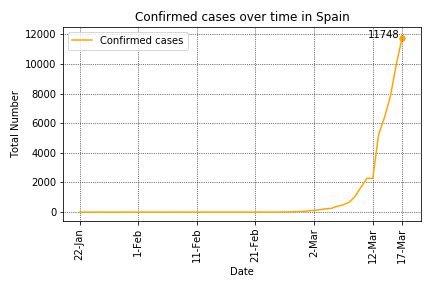 Confirmed cases over time in Spain
Confirmed cases
11748
Total Number
12000
10000
8000
6000
4000
2000
0
22-Jan
1-Feb
11-Feb
21-Feb
2-Mar
12-Mar
17-Mar
Date